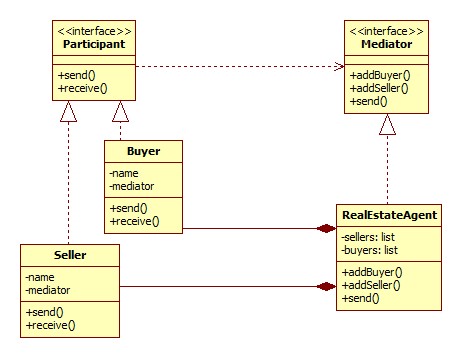 <<interface>>
Participant
+send()
+receive()
<<interface>>
Mediator
+addBuyer()
+addSeller()
+send()
Buyer
-name
-mediator
+send()
+receive()
RealEstateAgent
-sellers: list
-buyers: list
+addBuyer()
+addSeller()
+send()
Seller
-name
-mediator
+send()
+receive()